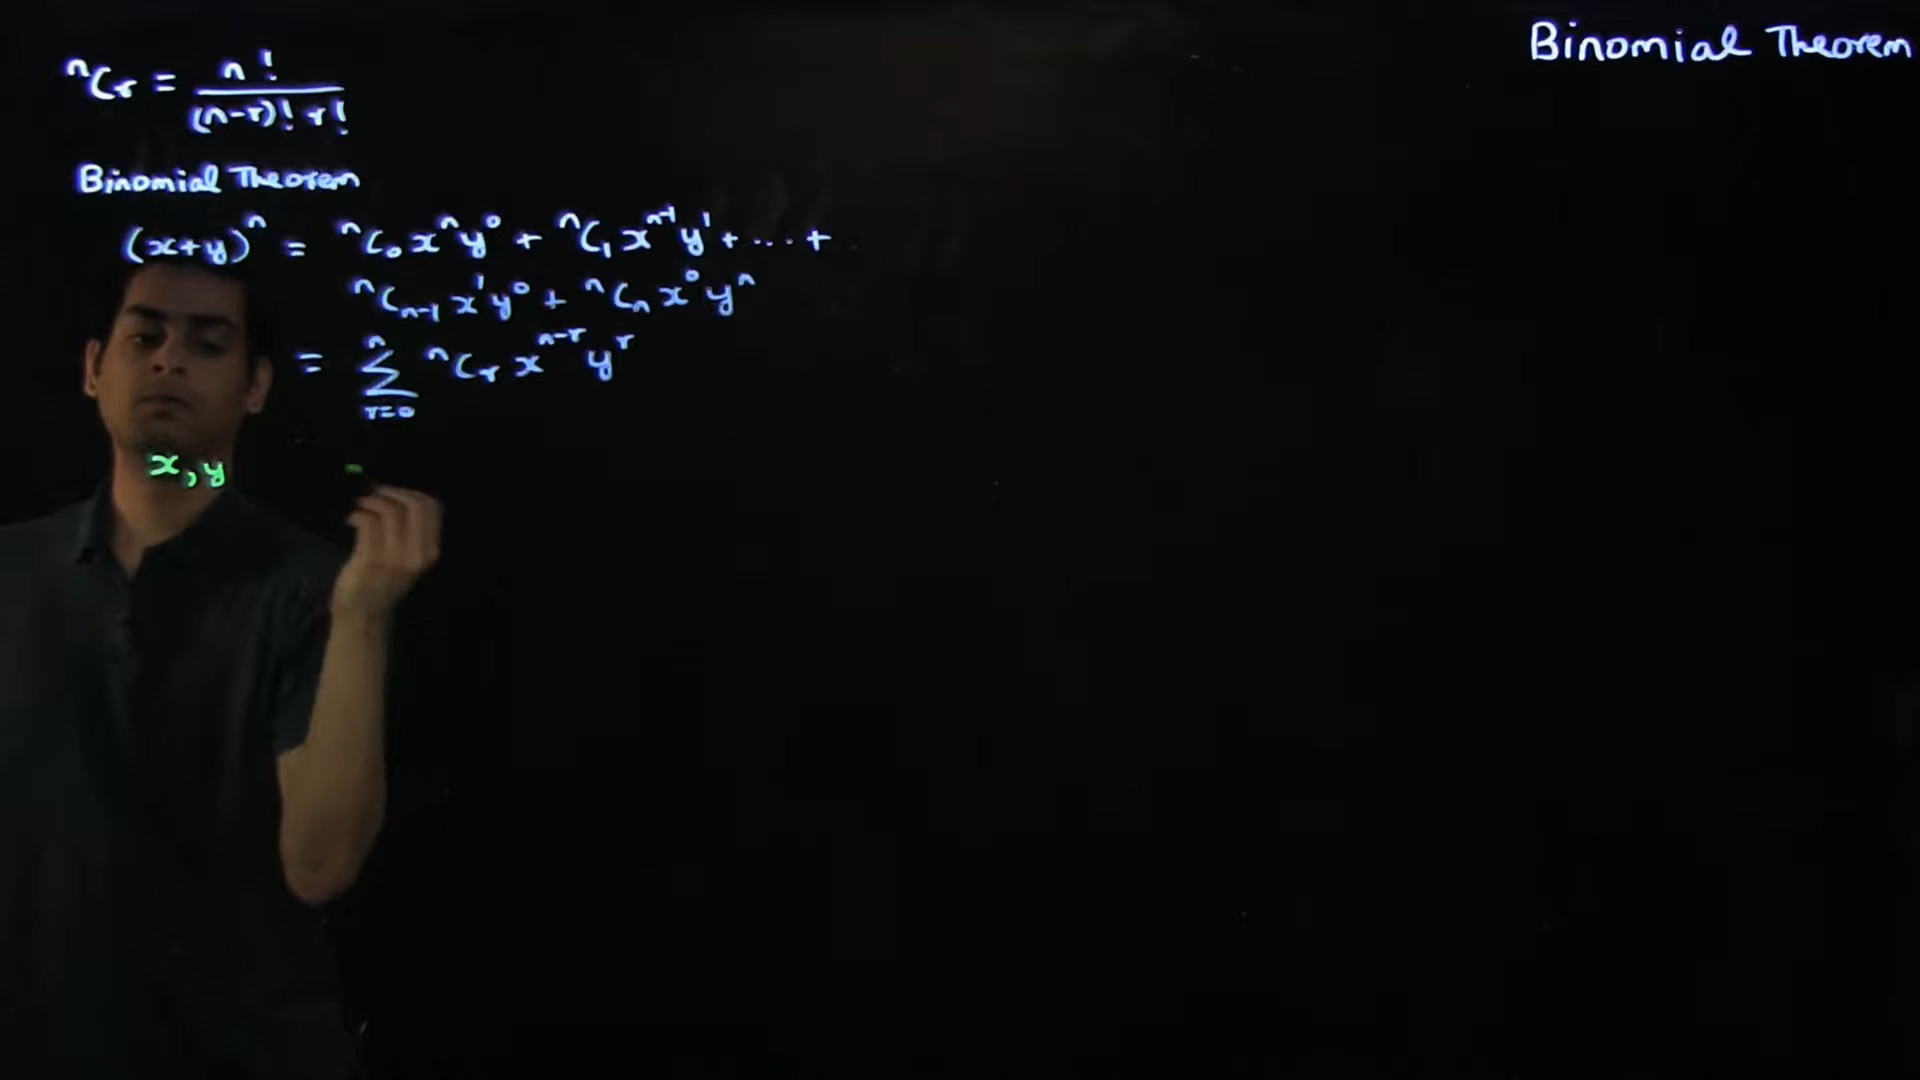 Binomial Theorem
ⁿCᵣ = n! / (n-r)! r!
Binomial Theorem
(x+y)ⁿ = ⁿC₀ xⁿ y⁰ + ⁿC₁ xⁿ⁻¹ y¹ + .... +
ⁿCₙ₋₁ x¹ y⁰ + ⁿCₙ x⁰ yⁿ
= ∑ⁿᵣ₌₀ ⁿCᵣ xⁿ⁻ʳ yʳ
x, y